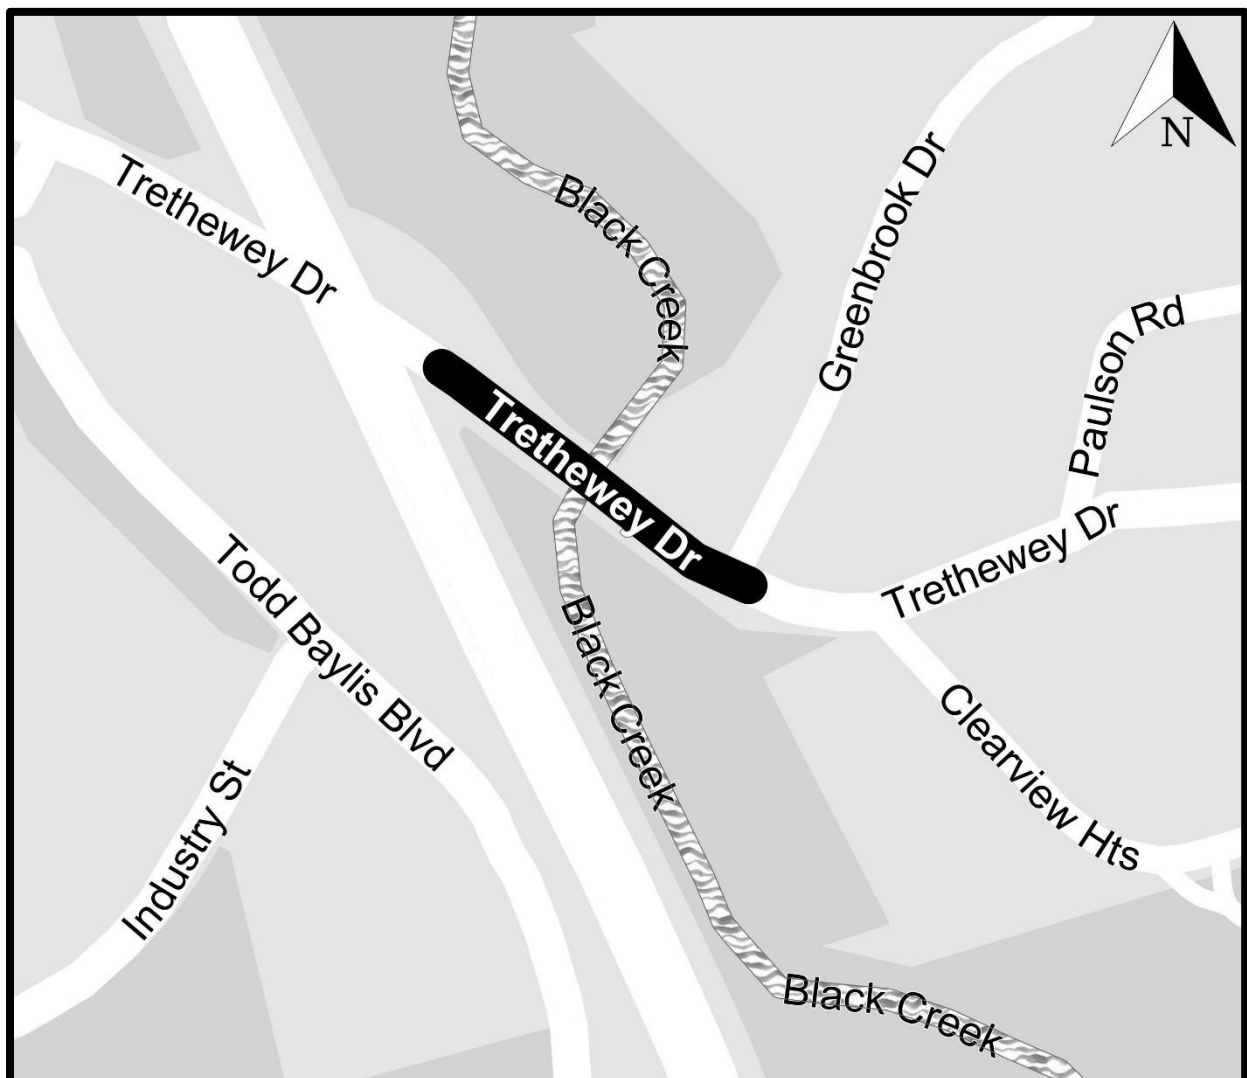 N
Trethewey Dr
Black Creek
Greenbrook Dr
Paulson Rd
Trethewey Dr
Trethewey Dr
Todd Baylis Blvd
Black Creek
Clearview Hts
Industry St
Black Creek